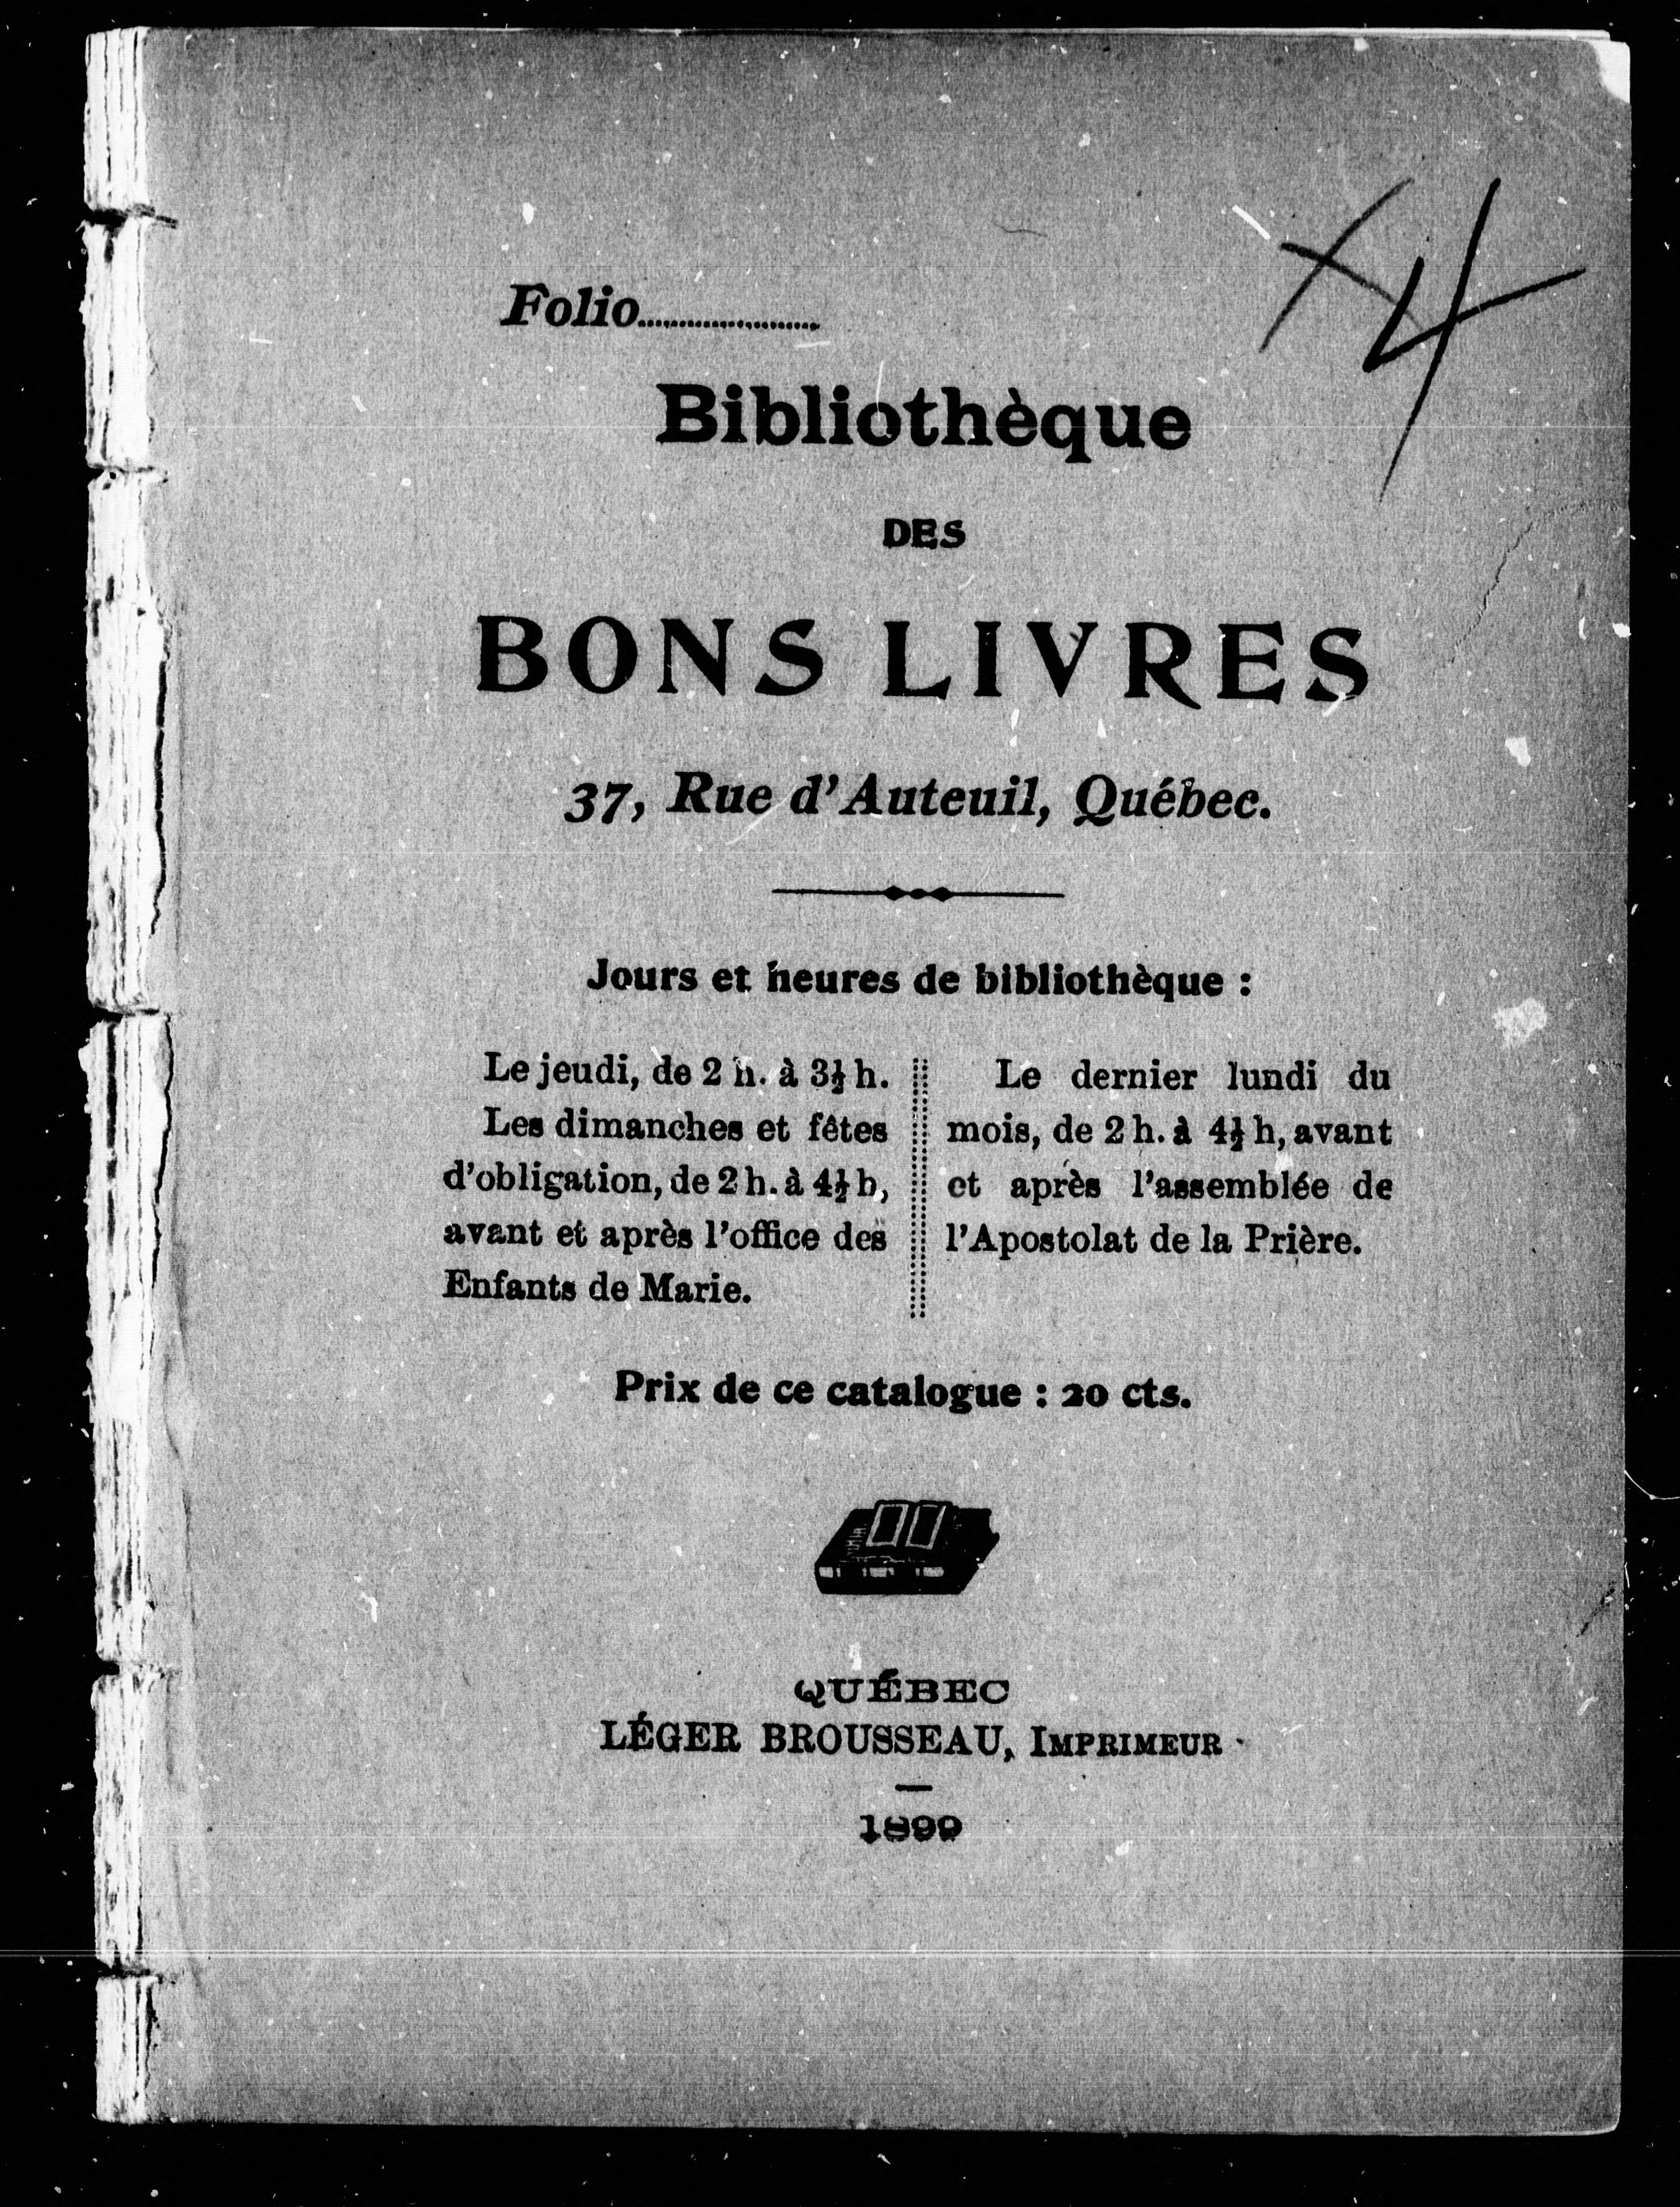 X4
Folio......................
Bibliothèque
DES
BONS LIVRES
37, Rue d'Auteuil, Québec.
Jours et heures de bibliothèque :
Le jeudi, de 2 h. à 3½ h.
Les dimanches et fêtes
d'obligation, de 2 h. à 4½ h,
avant et après l'office des
Enfants de Marie.
Le dernier lundi du
mois, de 2 h. à 4½ h, avant
et après l'assemblée de
l'Apostolat de la Prière.
Prix de ce catalogue : 20 cts.
QUÉBEC
LÉGER BROUSSEAU, IMPRIMEUR
1899